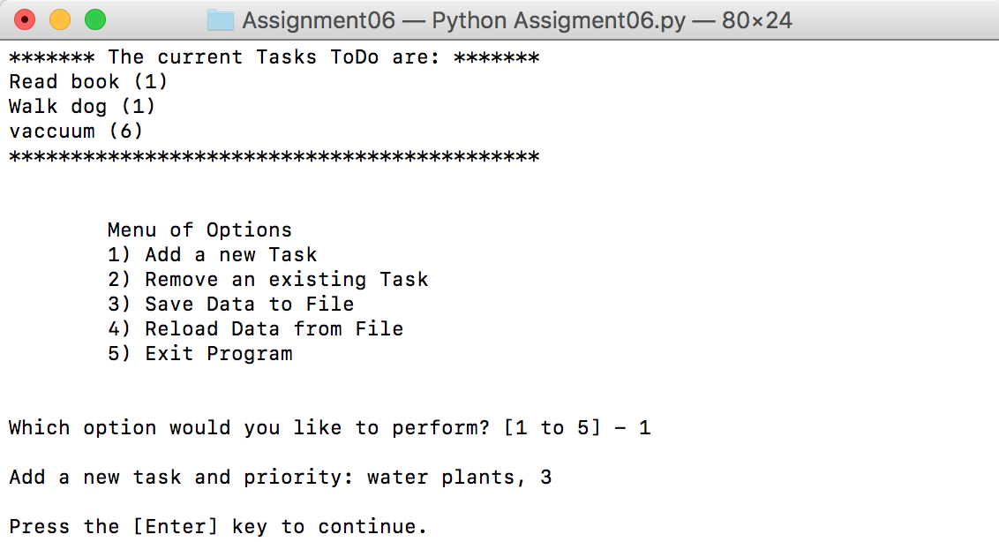 Assignment06 — Python Assigment06.py — 80×24
******* The current Tasks ToDo are: *******
Read book (1)
Walk dog (1)
vaccuum (6)
*******************************************
Menu of Options
1) Add a new Task
2) Remove an existing Task
3) Save Data to File
4) Reload Data from File
5) Exit Program
Which option would you like to perform? [1 to 5] – 1
Add a new task and priority: water plants, 3
Press the [Enter] key to continue.